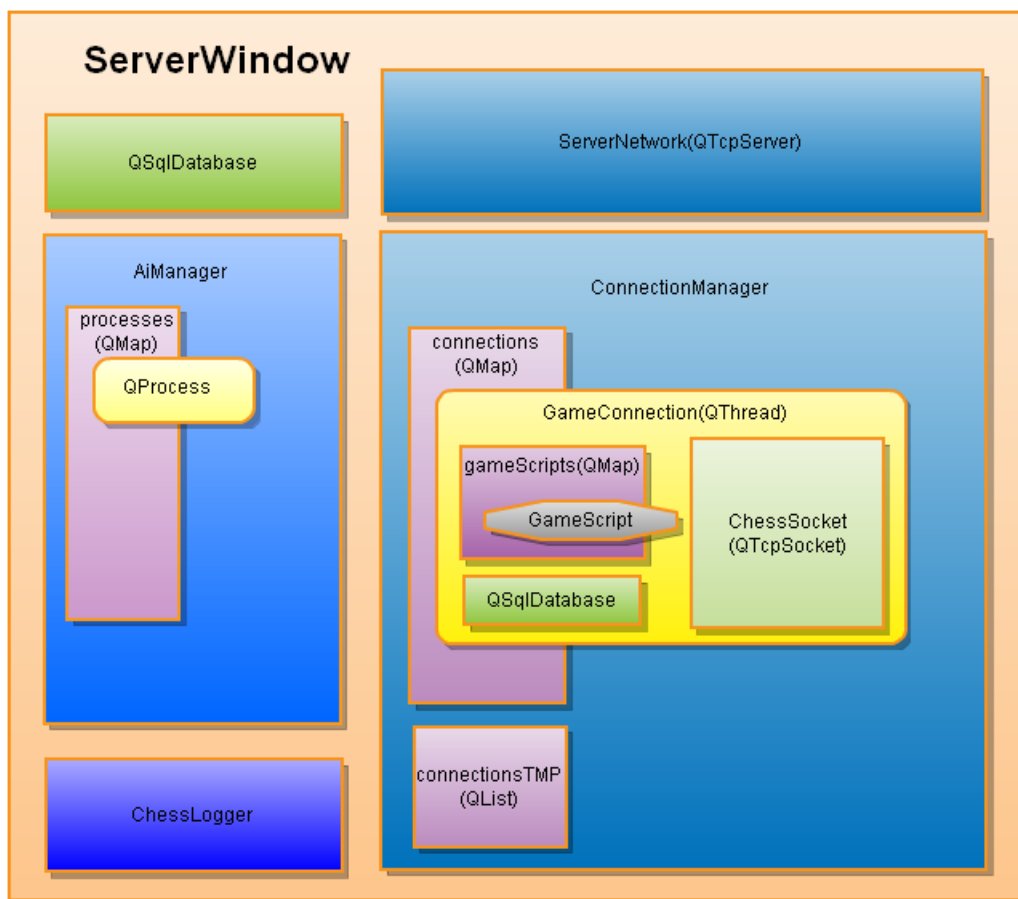 ServerWindow
QSqlDatabase
ServerNetwork(QTcpServer)
AiManager
processes
(QMap)
QProcess
ConnectionManager
connections
(QMap)
GameConnection(QThread)
gameScripts(QMap)
GameScript
ChessSocket
(QTcpSocket)
QSqlDatabase
connectionsTMP
(QList)
ChessLogger